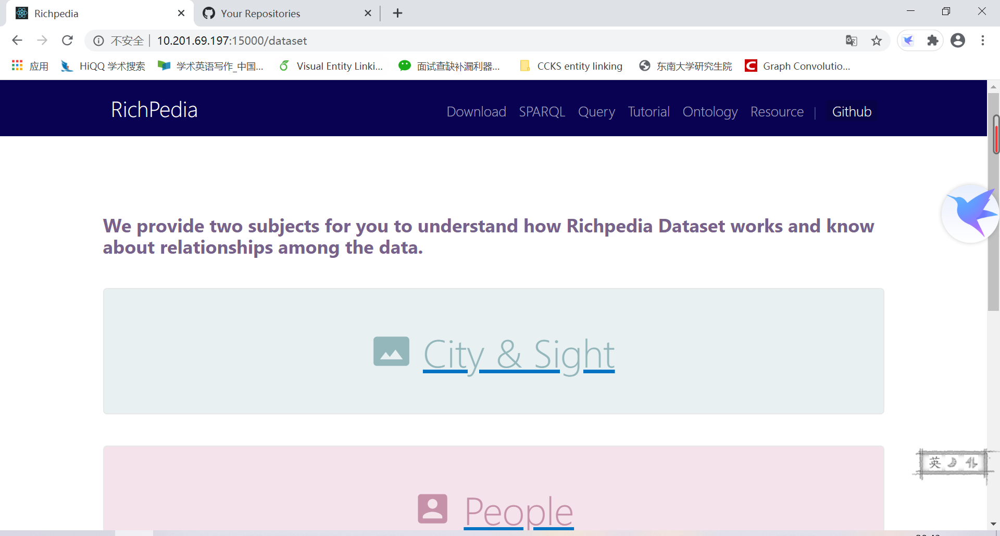 Richpedia
Your Repositories
不安全 | 10.201.69.197:15000/dataset
应用 HiQQ 学术搜索 学术英语写作_中国... Visual Entity Linki... 面试查缺补漏利器... CCKS entity linking 东南大学研究生院 Graph Convolutio...
RichPedia
Download SPARQL Query Tutorial Ontology Resource | Github
We provide two subjects for you to understand how Richpedia Dataset works and know
about relationships among the data.
City & Sight
英
People